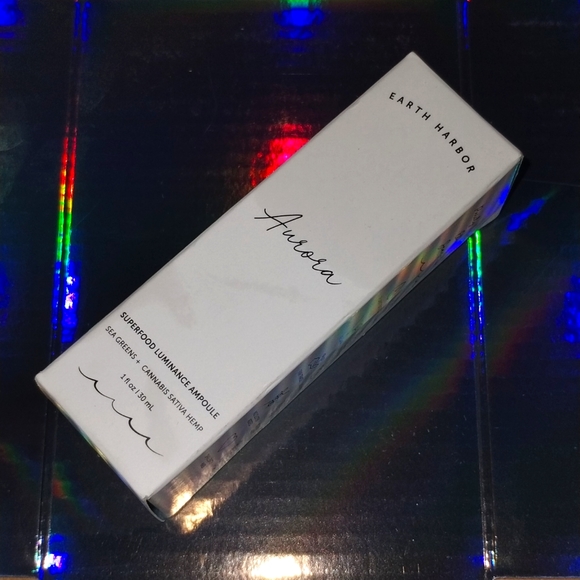 EARTH HARBOR
Aurora
SUPERFOOD LUMINANCE AMPOULE
SEA GREENS + CANNABIS SATIVA HEMP
1 fl oz | 30 mL